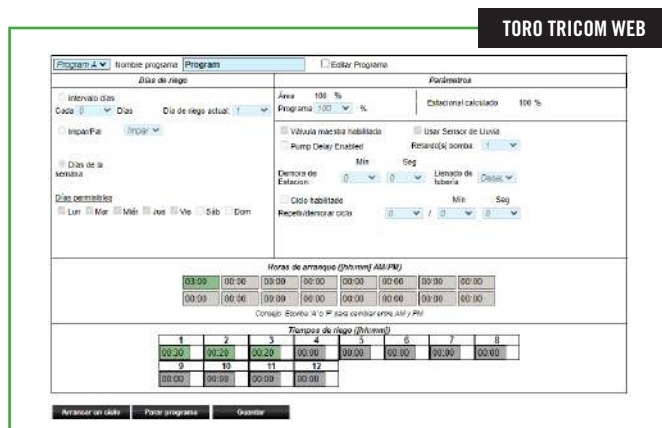 TORO TRICOM WEB
Program A Nombre programa Program Editar Programa
Días de riego Parámetros
Intervalo días
Cada 0 Días Día de riego actual: 1
Impar/Par Impar
Días de la semana
Días permisibles
Lun Mar Miér Jue Vie Sáb Dom
Área 100 %
Programa 100 % Estacional calculado 100 %
Válvula maestra habilitado Usar Sensor de Lluvia
Pump Delay Enabled Retardo(s) bomba: 1
Min Seg
Demora de Estacion: 0 0 Llenado de tubería Desac
Ciclo habilitado Min Seg
Repetir/demorar ciclo 0 / 0 0
Horas de arranque ([hh:mm] AM/PM)
03:00 00:00 00:00 00:00 00:00 00:00 00:00 00:00
00:00 00:00 00:00 00:00 00:00 00:00 00:00 00:00
Consejo: Escriba 'A' o 'P' para cambiar entre AM y PM
Tiempos de riego ([hh:mm])
1 2 3 4 5 6 7 8
00:30 00:20 00:20 00:00 00:00 00:00 00:00 00:00
9 10 11 12
00:00 00:00 00:00 00:00
Arrancar un ciclo Parar programa Guardar